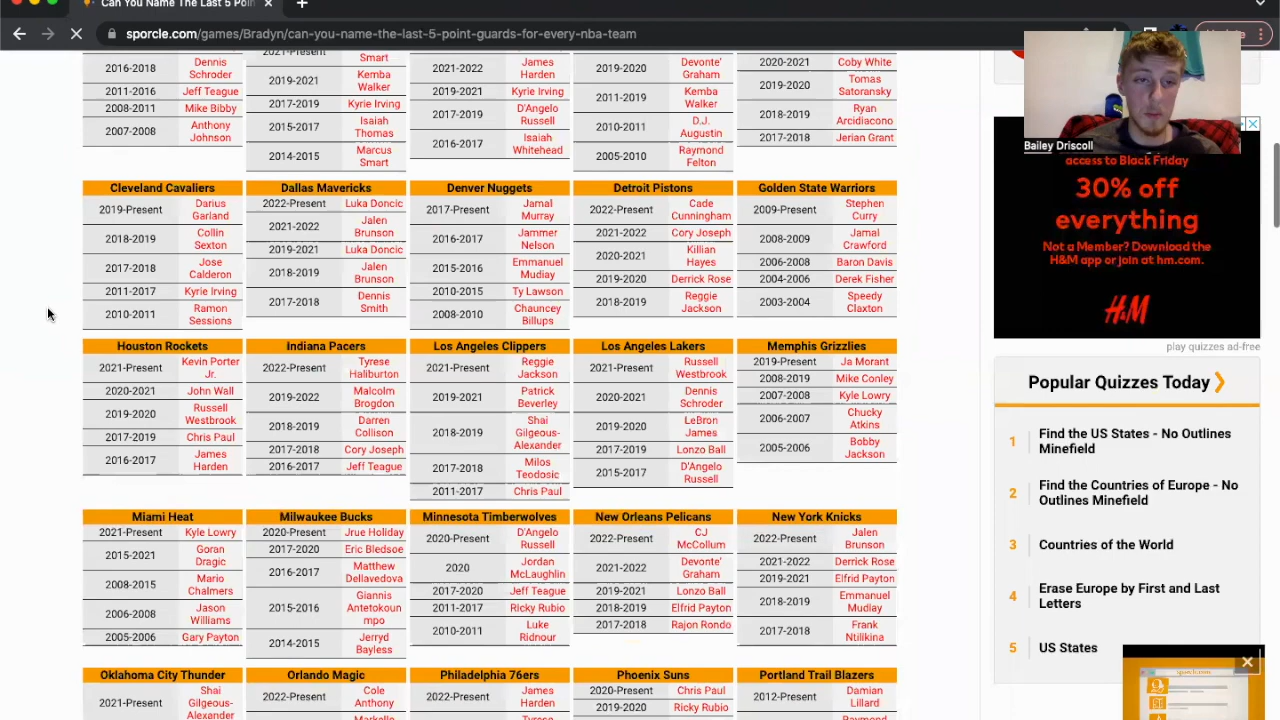 Can You Name The Last 5 Poin
sporcle.com/games/Bradyn/can-you-name-the-last-5-point-guards-for-every-nba-team
2016-2018 Dennis Schroder
2011-2016 Jeff Teague
2008-2011 Mike Bibby
2007-2008 Anthony Johnson
2021-Present Smart
2019-2021 Kemba Walker
2017-2019 Kyrie Irving
2015-2017 Isaiah Thomas
2014-2015 Marcus Smart
2021-2022 James Harden
2019-2021 Kyrie Irving
2017-2019 D'Angelo Russell
2016-2017 Isaiah Whitehead
2019-2020 Devonte' Graham
2011-2019 Kemba Walker
2010-2011 D.J. Augustin
2005-2010 Raymond Felton
2020-2021 Coby White
2019-2020 Tomas Satoransky
2018-2019 Ryan Arcidiacono
2017-2018 Jerian Grant
Cleveland Cavaliers
2019-Present Darius Garland
2018-2019 Collin Sexton
2017-2018 Jose Calderon
2011-2017 Kyrie Irving
2010-2011 Ramon Sessions
Dallas Mavericks
2022-Present Luka Doncic
2021-2022 Jalen Brunson
2019-2021 Luka Doncic
2018-2019 Jalen Brunson
2017-2018 Dennis Smith
Denver Nuggets
2017-Present Jamal Murray
2016-2017 Jammer Nelson
2015-2016 Emmanuel Mudiay
2010-2015 Ty Lawson
2008-2010 Chauncey Billups
Detroit Pistons
2022-Present Cade Cunningham
2021-2022 Cory Joseph
2020-2021 Killian Hayes
2019-2020 Derrick Rose
2018-2019 Reggie Jackson
Golden State Warriors
2009-Present Stephen Curry
2008-2009 Jamal Crawford
2006-2008 Baron Davis
2004-2006 Derek Fisher
2003-2004 Speedy Claxton
Houston Rockets
2021-Present Kevin Porter Jr.
2020-2021 John Wall
2019-2020 Russell Westbrook
2017-2019 Chris Paul
2016-2017 James Harden
Indiana Pacers
2022-Present Tyrese Haliburton
2019-2022 Malcolm Brogdon
2018-2019 Darren Collison
2017-2018 Cory Joseph
2016-2017 Jeff Teague
Los Angeles Clippers
2021-Present Reggie Jackson
2019-2021 Patrick Beverley
2018-2019 Shai Gilgeous-Alexander
2017-2018 Milos Teodosic
2011-2017 Chris Paul
Los Angeles Lakers
2021-Present Russell Westbrook
2020-2021 Dennis Schroder
2019-2020 LeBron James
2017-2019 Lonzo Ball
2015-2017 D'Angelo Russell
Memphis Grizzlies
2019-Present Ja Morant
2008-2019 Mike Conley
2007-2008 Kyle Lowry
2006-2007 Chucky Atkins
2005-2006 Bobby Jackson
Miami Heat
2021-Present Kyle Lowry
2015-2021 Goran Dragic
2008-2015 Mario Chalmers
2006-2008 Jason Williams
2005-2006 Gary Payton
Milwaukee Bucks
2020-Present Jrue Holiday
2017-2020 Eric Bledsoe
2016-2017 Matthew Dellavedova
2015-2016 Giannis Antetokounmpo
2014-2015 Jerryd Bayless
Minnesota Timberwolves
2020-Present D'Angelo Russell
2020 Jordan McLaughlin
2017-2020 Jeff Teague
2011-2017 Ricky Rubio
2010-2011 Luke Ridnour
New Orleans Pelicans
2022-Present CJ McCollum
2021-2022 Devonte' Graham
2019-2021 Lonzo Ball
2018-2019 Elfrid Payton
2017-2018 Rajon Rondo
New York Knicks
2022-Present Jalen Brunson
2021-2022 Derrick Rose
2019-2021 Elfrid Payton
2018-2019 Emmanuel Mudiay
2017-2018 Frank Ntilikina
Oklahoma City Thunder
2021-Present Shai Gilgeous-Alexander
Orlando Magic
2022-Present Cole Anthony
Markelle
Philadelphia 76ers
2022-Present James Harden
Tyrese
Phoenix Suns
2020-Present Chris Paul
2019-2020 Ricky Rubio
Portland Trail Blazers
2012-Present Damian Lillard
Raymond
Bailey Driscoll
access to Black Friday
30% off
everything
Not a Member? Download the
H&M app or join at hm.com.
H&M
play quizzes ad-free
Popular Quizzes Today
1 Find the US States - No Outlines
Minefield
2 Find the Countries of Europe - No
Outlines Minefield
3 Countries of the World
4 Erase Europe by First and Last
Letters
5 US States